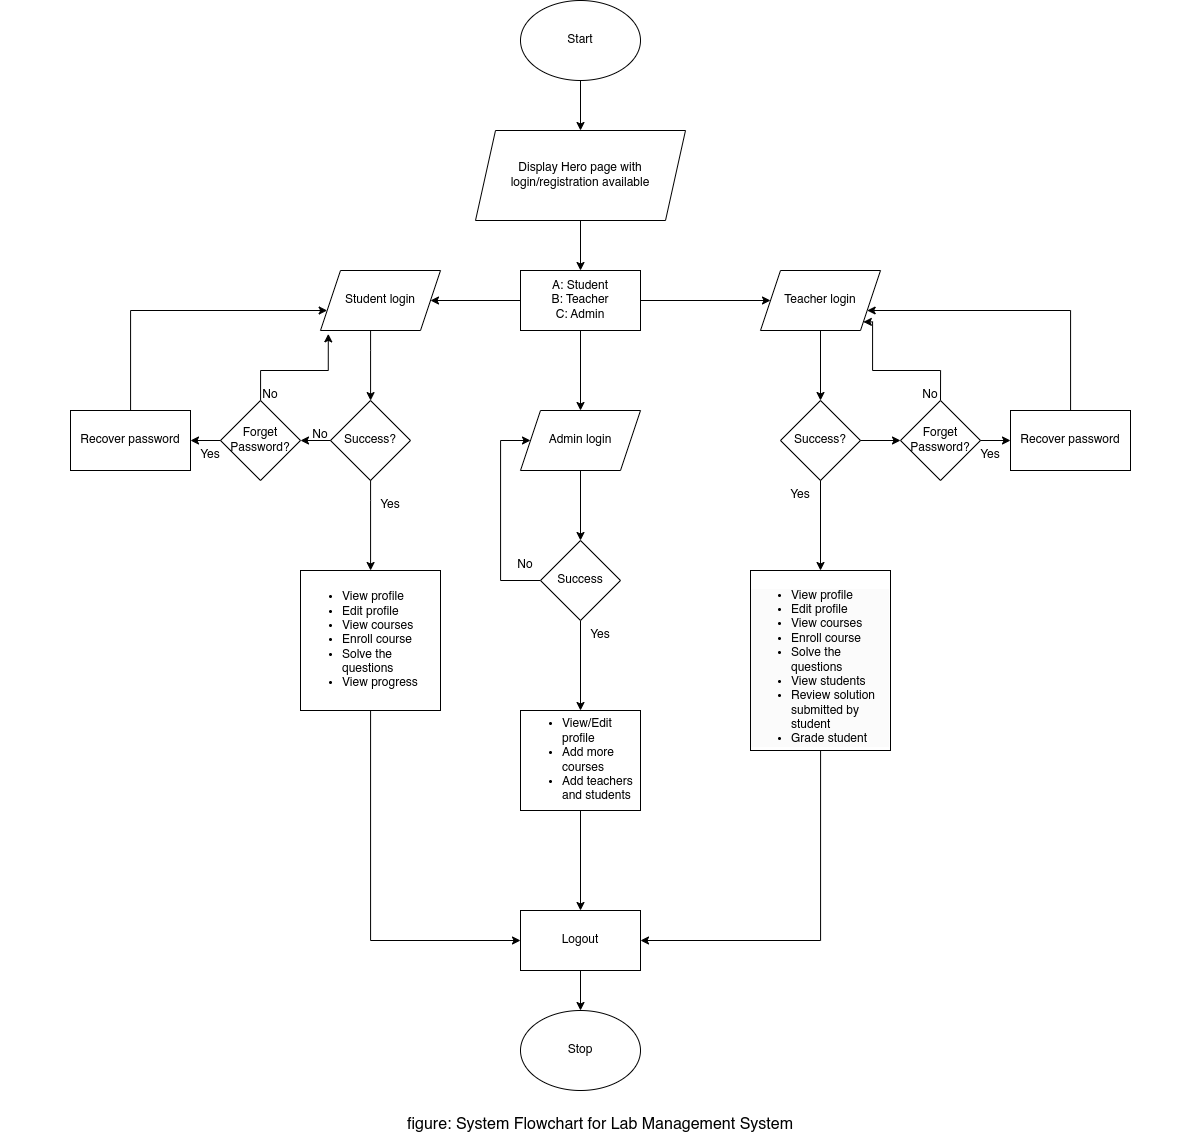 Start
Display Hero page with
login/registration available
Student login
A: Student
B: Teacher
C: Admin
Teacher login
No
No
Recover password
Forget
Password?
No
Success?
Admin login
Success?
Forget
Password?
Recover password
Yes
Yes
Yes
Yes
No
Success
Yes
• View profile
• Edit profile
• View courses
• Enroll course
• Solve the
questions
• View progress
• View/Edit
profile
• Add more
courses
• Add teachers
and students
• View profile
• Edit profile
• View courses
• Enroll course
• Solve the
questions
• View students
• Review solution
submitted by
student
• Grade student
Logout
Stop
figure: System Flowchart for Lab Management System